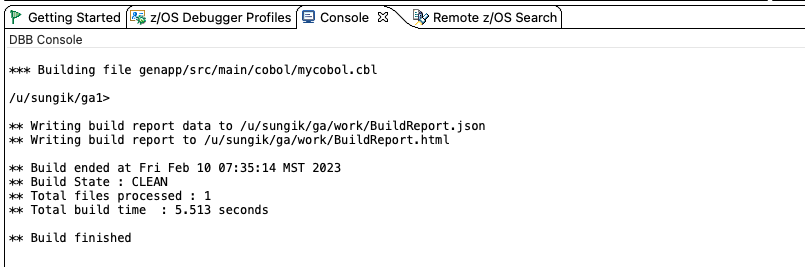 Getting Started z/OS Debugger Profiles Console Remote z/OS Search
DBB Console
*** Building file genapp/src/main/cobol/mycobol.cbl
/u/sungik/ga1>
** Writing build report data to /u/sungik/ga/work/BuildReport.json
** Writing build report to /u/sungik/ga/work/BuildReport.html
** Build ended at Fri Feb 10 07:35:14 MST 2023
** Build State : CLEAN
** Total files processed : 1
** Total build time  : 5.513 seconds
** Build finished